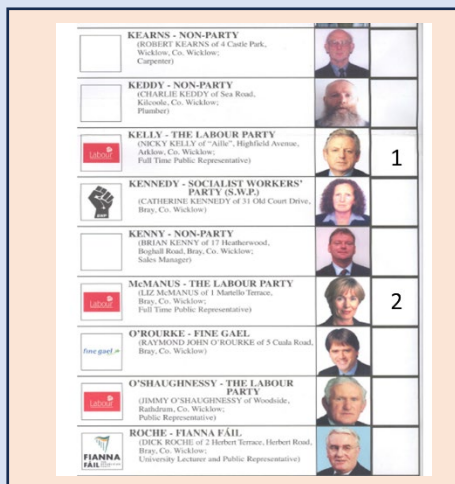 KEARNS - NON-PARTY
(ROBERT KEARNS of 4 Castle Park,
Wicklow, Co. Wicklow;
Carpenter)
KEDDY - NON-PARTY
(CHARLIE KEDDY of Sea Road,
Kilcoole, Co. Wicklow;
Plumber)
Labour
KELLY - THE LABOUR PARTY
(NICKY KELLY of "Aille", Highfield Avenue,
Arklow, Co. Wicklow;
Full Time Public Representative)
1
SWP
KENNEDY - SOCIALIST WORKERS'
PARTY (S.W.P.)
(CATHERINE KENNEDY of 31 Old Court Drive,
Bray, Co. Wicklow)
KENNY - NON-PARTY
(BRIAN KENNY of 17 Heatherwood,
Boghall Road, Bray, Co. Wicklow;
Sales Manager)
Labour
McMANUS - THE LABOUR PARTY
(LIZ McMANUS of 1 Martello Terrace,
Bray, Co. Wicklow;
Full Time Public Representative)
2
fine gael
O'ROURKE - FINE GAEL
(RAYMOND JOHN O'ROURKE of 5 Cuala Road,
Bray, Co. Wicklow)
Labour
O'SHAUGHNESSY - THE LABOUR
PARTY
(JIMMY O'SHAUGHNESSY of Woodside,
Rathdrum, Co. Wicklow;
Public Representative)
FIANNA
FÁIL
ROCHE - FIANNA FÁIL
(DICK ROCHE of 2 Herbert Terrace, Herbert Road,
Bray, Co. Wicklow;
University Lecturer and Public Representative)